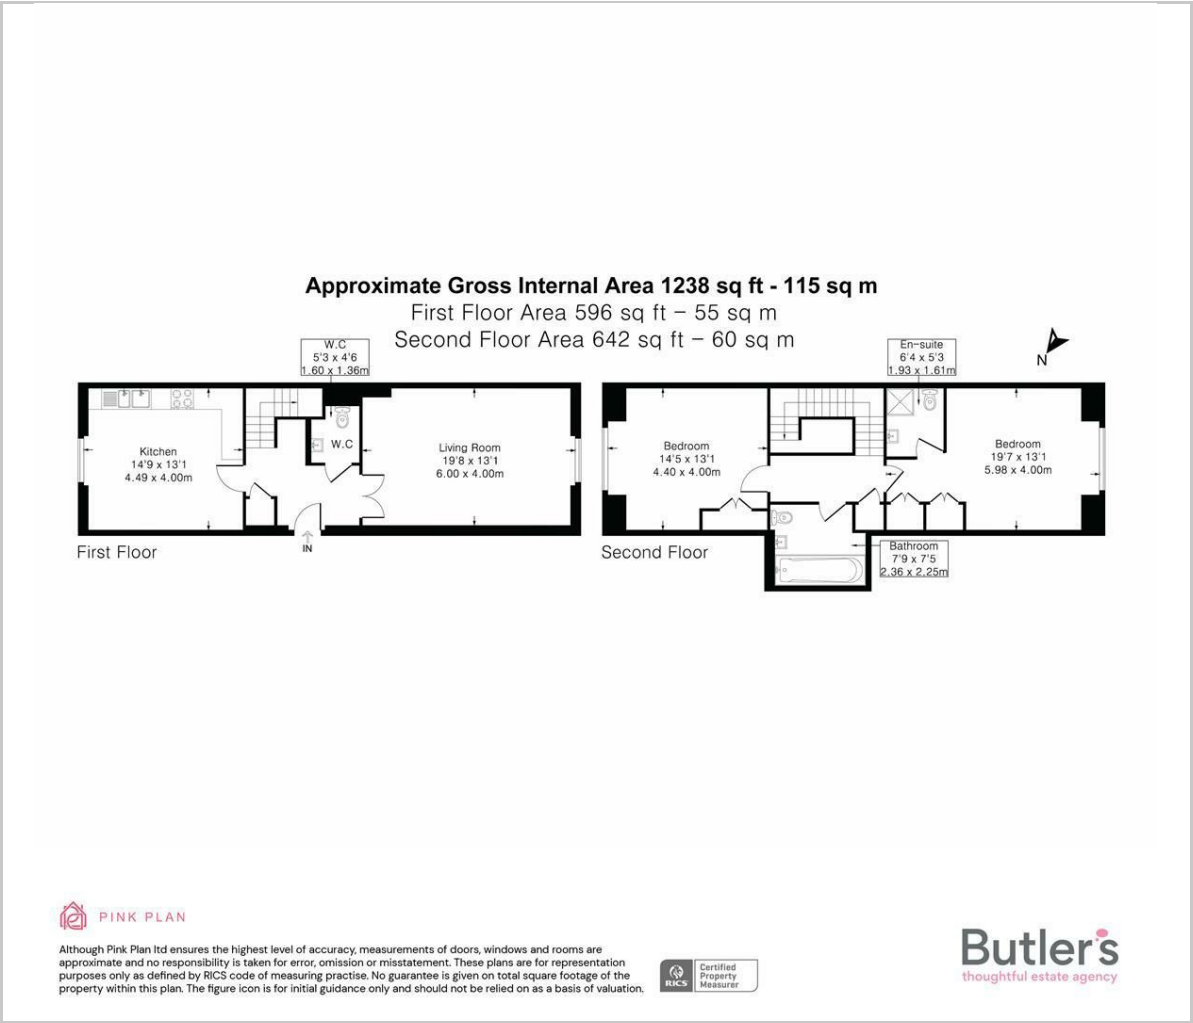 Approximate Gross Internal Area 1238 sq ft - 115 sq m
First Floor Area 596 sq ft – 55 sq m
Second Floor Area 642 sq ft – 60 sq m
W.C
5'3 x 4'6
1.60 x 1.36m
En-suite
6'4 x 5'3
1.93 x 1.61m
N
Kitchen
14'9 x 13'1
4.49 x 4.00m
W.C
Living Room
19'8 x 13'1
6.00 x 4.00m
IN
First Floor
Bedroom
14'5 x 13'1
4.40 x 4.00m
Bedroom
19'7 x 13'1
5.98 x 4.00m
Second Floor
Bathroom
7'9 x 7'5
2.36 x 2.25m
PINK PLAN
Although Pink Plan ltd ensures the highest level of accuracy, measurements of doors, windows and rooms are
approximate and no responsibility is taken for error, omission or misstatement. These plans are for representation
purposes only as defined by RICS code of measuring practise. No guarantee is given on total square footage of the
property within this plan. The figure icon is for initial guidance only and should not be relied on as a basis of valuation.
RICS
Certified
Property
Measurer
Butler's
thoughtful estate agency